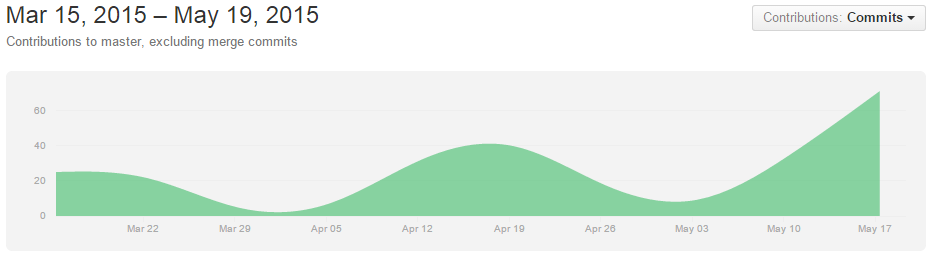 Mar 15, 2015 – May 19, 2015
Contributions: Commits
Contributions to master, excluding merge commits
60
40
20
0
Mar 22 Mar 29 Apr 05 Apr 12 Apr 19 Apr 26 May 03 May 10 May 17